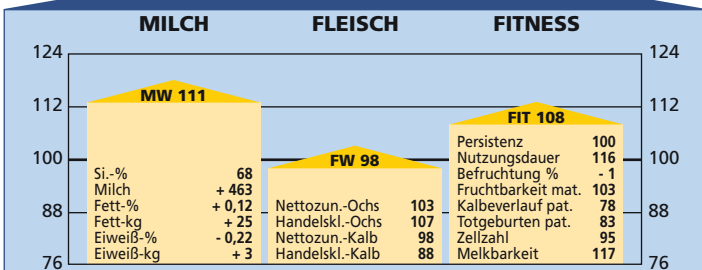 MILCH FLEISCH FITNESS
124 124
112 112
100 100
88 88
76 76
MW 111
Si.-% 68
Milch + 463
Fett-% + 0,12
Fett-kg + 25
Eiweiß-% - 0,22
Eiweiß-kg + 3
FW 98
Nettozun.-Ochs 103
Handelskl.-Ochs 107
Nettozun.-Kalb 98
Handelskl.-Kalb 88
FIT 108
Persistenz 100
Nutzungsdauer 116
Befruchtung % - 1
Fruchtbarkeit mat. 103
Kalbeverlauf pat. 78
Totgeburten pat. 83
Zellzahl 95
Melkbarkeit 117